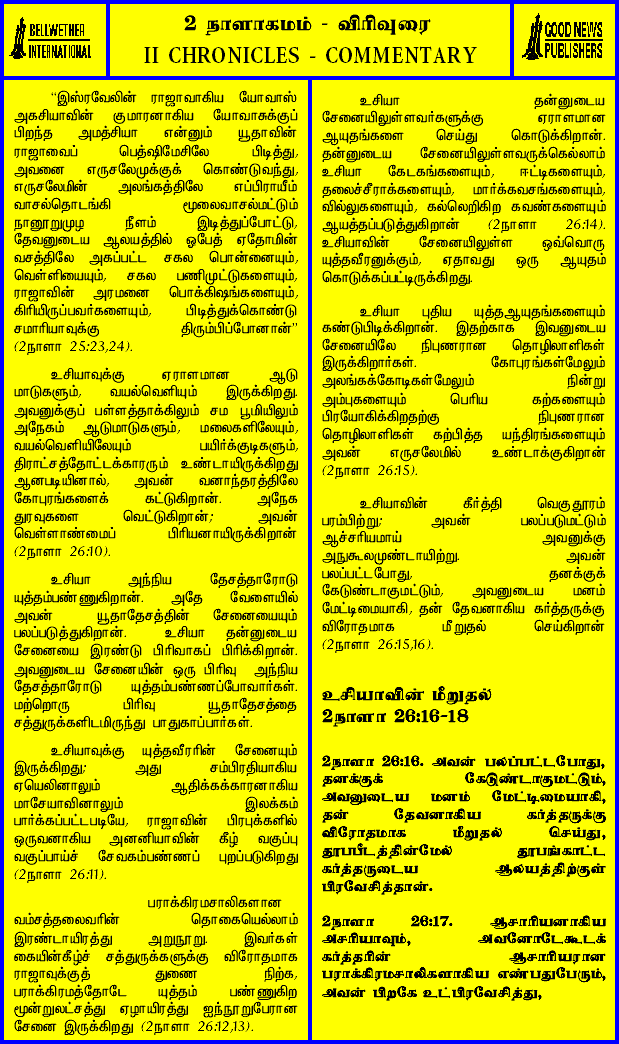 BELLWETHER
INTERNATIONAL
2 நாளாகமம் - விரிவுரை
II CHRONICLES - COMMENTARY
GOOD NEWS
PUBLISHERS
“இஸ்ரவேலின் ராஜாவாகிய யோவாஸ்
அகசியாவின் குமாரனாகிய யோவாசுக்குப்
பிறந்த அமத்சியா என்னும் யூதாவின்
ராஜாவைப் பெத்ஷிமேசிலே பிடித்து,
அவனை எருசலேமுக்குக் கொண்டுவந்து,
எருசலேமின் அலங்கத்திலே எப்பிராயீம்
வாசல்தொடங்கி மூலைவாசல்மட்டும்
நானூறுமுழ நீளம் இடித்துப்போட்டு,
தேவனுடைய ஆலயத்தில் ஓபேத் ஏதோமின்
வசத்திலே அகப்பட்ட சகல பொன்னையும்,
வெள்ளியையும், சகல பணிமுட்டுகளையும்,
ராஜாவின் அரமனை பொக்கிஷங்களையும்,
கிரியிருப்பவர்களையும், பிடித்துக்கொண்டு
சமாரியாவுக்கு திரும்பிப்போனான்”
(2நாளா 25:23,24).
உசியாவுக்கு ஏராளமான ஆடு
மாடுகளும், வயல்வெளியும் இருக்கிறது.
அவனுக்குப் பள்ளத்தாக்கிலும் சம பூமியிலும்
அநேகம் ஆடுமாடுகளும், மலைகளிலேயும்,
வயல்வெளியிலேயும் பயிர்க்குடிகளும்,
திராட்சத்தோட்டக்காரரும் உண்டாயிருக்கிறது
ஆனபடியினால், அவன் வனாந்தரத்திலே
கோபுரங்களைக் கட்டுகிறான். அநேக
துரவுகளை வெட்டுகிறான்; அவன்
வெள்ளாண்மைப் பிரியனாயிருக்கிறான்
(2நாளா 26:10).
உசியா அந்நிய தேசத்தாரோடு
யுத்தம்பண்ணுகிறான். அதே வேளையில்
அவன் யூதாதேசத்தின் சேனையையும்
பலப்படுத்துகிறான். உசியா தன்னுடைய
சேனையை இரண்டு பிரிவாகப் பிரிக்கிறான்.
அவனுடைய சேனையின் ஒரு பிரிவு அந்நிய
தேசத்தாரோடு யுத்தம்பண்ணப்போவார்கள்.
மற்றொரு பிரிவு யூதாதேசத்தை
சத்துருக்களிடமிருந்து பாதுகாப்பார்கள்.
உசியாவுக்கு யுத்தவீரரின் சேனையும்
இருக்கிறது; அது சம்பிரதியாகிய
ஏயெலினாலும் ஆதிக்கக்காரனாகிய
மாசேயாவினாலும் இலக்கம்
பார்க்கப்பட்டபடியே, ராஜாவின் பிரபுக்களில்
ஒருவனாகிய அனனியாவின் கீழ் வகுப்பு
வகுப்பாய்ச் சேவகம்பண்ணப் புறப்படுகிறது
(2நாளா 26:11).
பராக்கிரமசாலிகளான
வம்சத்தலைவரின் தொகையெல்லாம்
இரண்டாயிரத்து அறுநூறு. இவர்கள்
கையின்கீழ்ச் சத்துருக்களுக்கு விரோதமாக
ராஜாவுக்குத் துணை நிற்க,
பராக்கிரமத்தோடே யுத்தம் பண்ணுகிற
மூன்றுலட்சத்து ஏழாயிரத்து ஐந்நூறுபேரான
சேனை இருக்கிறது (2நாளா 26:12,13).
உசியா தன்னுடைய
சேனையிலுள்ளவர்களுக்கு ஏராளமான
ஆயுதங்களை செய்து கொடுக்கிறான்.
தன்னுடைய சேனையிலுள்ளவருக்கெல்லாம்
உசியா கேடகங்களையும், ஈட்டிகளையும்,
தலைச்சீராக்களையும், மார்க்கவசங்களையும்,
வில்லுகளையும், கல்லெறிகிற கவண்களையும்
ஆயத்தப்படுத்துகிறான் (2நாளா 26:14).
உசியாவின் சேனையிலுள்ள ஒவ்வொரு
யுத்தவீரனுக்கும், ஏதாவது ஒரு ஆயுதம்
கொடுக்கப்பட்டிருக்கிறது.
உசியா புதிய யுத்தஆயுதங்களையும்
கண்டுபிடிக்கிறான். இதற்காக இவனுடைய
சேனையிலே நிபுணரான தொழிலாளிகள்
இருக்கிறார்கள். கோபுரங்கள்மேலும்
அலங்கக்கோடிகள்மேலும் நின்று
அம்புகளையும் பெரிய கற்களையும்
பிரயோகிக்கிறதற்கு நிபுணரான
தொழிலாளிகள் கற்பித்த யந்திரங்களையும்
அவன் எருசலேமில் உண்டாக்குகிறான்
(2நாளா 26:15).
உசியாவின் கீர்த்தி வெகுதூரம்
பரம்பிற்று; அவன் பலப்படுமட்டும்
ஆச்சரியமாய் அவனுக்கு
அநுகூலமுண்டாயிற்று. அவன்
பலப்பட்டபோது, தனக்குக்
கேடுண்டாகுமட்டும், அவனுடைய மனம்
மேட்டிமையாகி, தன் தேவனாகிய கர்த்தருக்கு
விரோதமாக மீறுதல் செய்கிறான்
(2நாளா 26:15,16).
உசியாவின் மீறுதல்
2நாளா 26:16-18
2நாளா 26:16. அவன் பலப்பட்டபோது,
தனக்குக் கேடுண்டாகுமட்டும்,
அவனுடைய மனம் மேட்டிமையாகி,
தன் தேவனாகிய கர்த்தருக்கு
விரோதமாக மீறுதல் செய்து,
தூபபீடத்தின்மேல் தூபங்காட்ட
கர்த்தருடைய ஆலயத்திற்குள்
பிரவேசித்தான்.
2நாளா 26:17. ஆசாரியனாகிய
அசரியாவும், அவனோடேகூடக்
கர்த்தரின் ஆசாரியரான
பராக்கிரமசாலிகளாகிய எண்பதுபேரும்,
அவன் பிறகே உட்பிரவேசித்து,